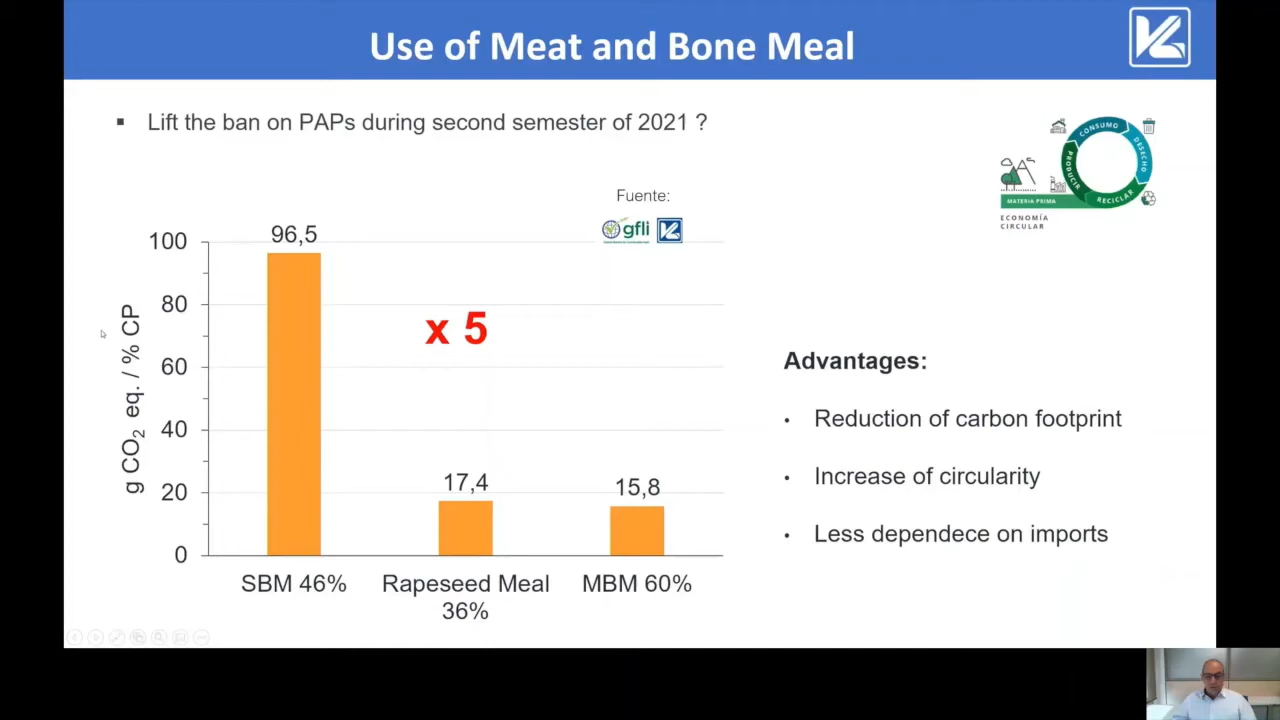 Use of Meat and Bone Meal
▪ Lift the ban on PAPs during second semester of 2021 ?
CONSUMO
DESECHO
RECICLAR
PRODUCIR
MATERIA PRIMA
ECONOMÍA
CIRCULAR
Fuente:
gfli
g CO₂ eq. / % CP
100
80
60
40
20
0
96,5
17,4
15,8
x 5
SBM 46%
Rapeseed Meal
36%
MBM 60%
Advantages:
• Reduction of carbon footprint
• Increase of circularity
• Less dependece on imports